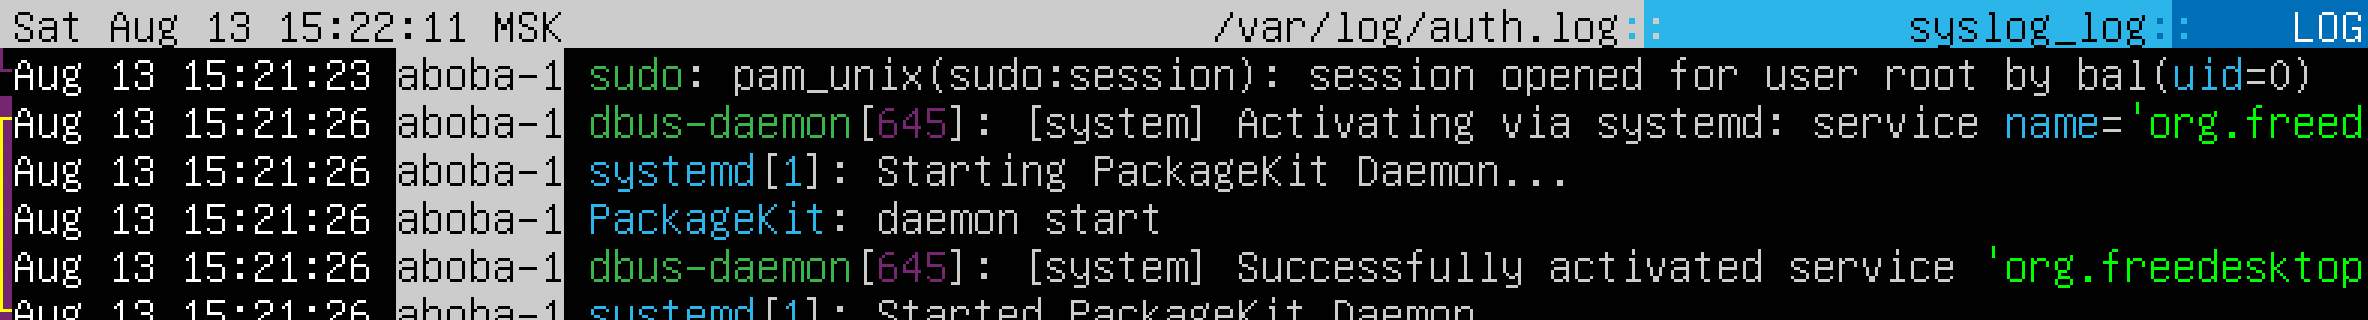 Sat Aug 13 15:22:11 MSK /var/log/auth.log:: syslog_log:: LOG
Aug 13 15:21:23 aboba-1 sudo: pam_unix(sudo:session): session opened for user root by bal(uid=0)
Aug 13 15:21:26 aboba-1 dbus-daemon[645]: [system] Activating via systemd: service name='org.freed
Aug 13 15:21:26 aboba-1 systemd[1]: Starting PackageKit Daemon...
Aug 13 15:21:26 aboba-1 PackageKit: daemon start
Aug 13 15:21:26 aboba-1 dbus-daemon[645]: [system] Successfully activated service 'org.freedesktop
Aug 13 15:21:26 aboba-1 systemd[1]: Started PackageKit Daemon